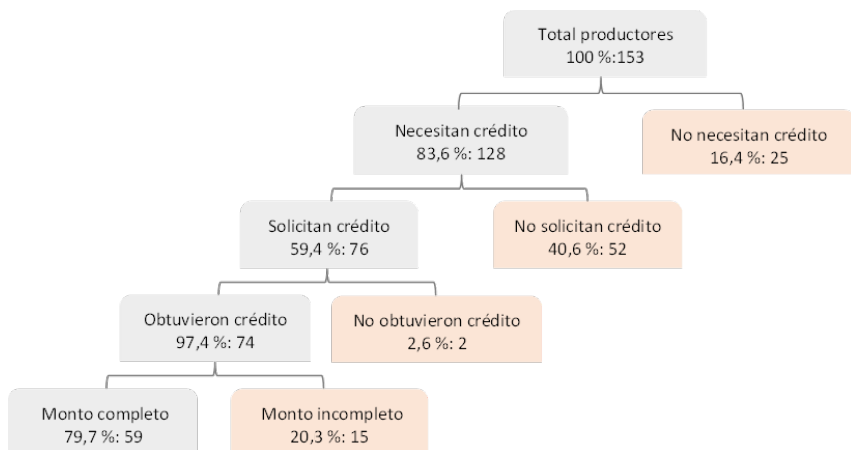 Total productores
100 %:153
Necesitan crédito
83,6 %: 128
No necesitan crédito
16,4 %: 25
Solicitan crédito
59,4 %: 76
No solicitan crédito
40,6 %: 52
Obtuvieron crédito
97,4 %: 74
No obtuvieron crédito
2,6 %: 2
Monto completo
79,7 %: 59
Monto incompleto
20,3 %: 15